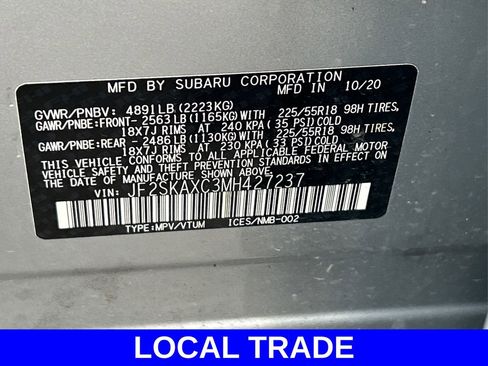 MFD BY SUBARU CORPORATION IN 10/20
GVWR/PNBV: 4891LB(2223KG)
GAWR/PNBE:FRONT- 2563LB(1165KG)WITH 225/55R18 98H TIRES,
18X7J RIMS AT 240 KPA(35 PSI)COLD
GAWR/PNBE:REAR - 2486LB(1130KG)WITH 225/55R18 98H TIRES,
18X7J RIMS AT 230 KPA(33 PSI)COLD
THIS VEHICLE CONFORMS TO ALL APPLICABLE FEDERAL MOTOR
VEHICLE SAFETY STANDARDS IN EFFECT ON THE
DATE OF MANUFACTURE SHOWN ABOVE.
VIN: JF2SKAXC3MH427237
TYPE:MPV/VTUM ICES/NMB-002
LOCAL TRADE